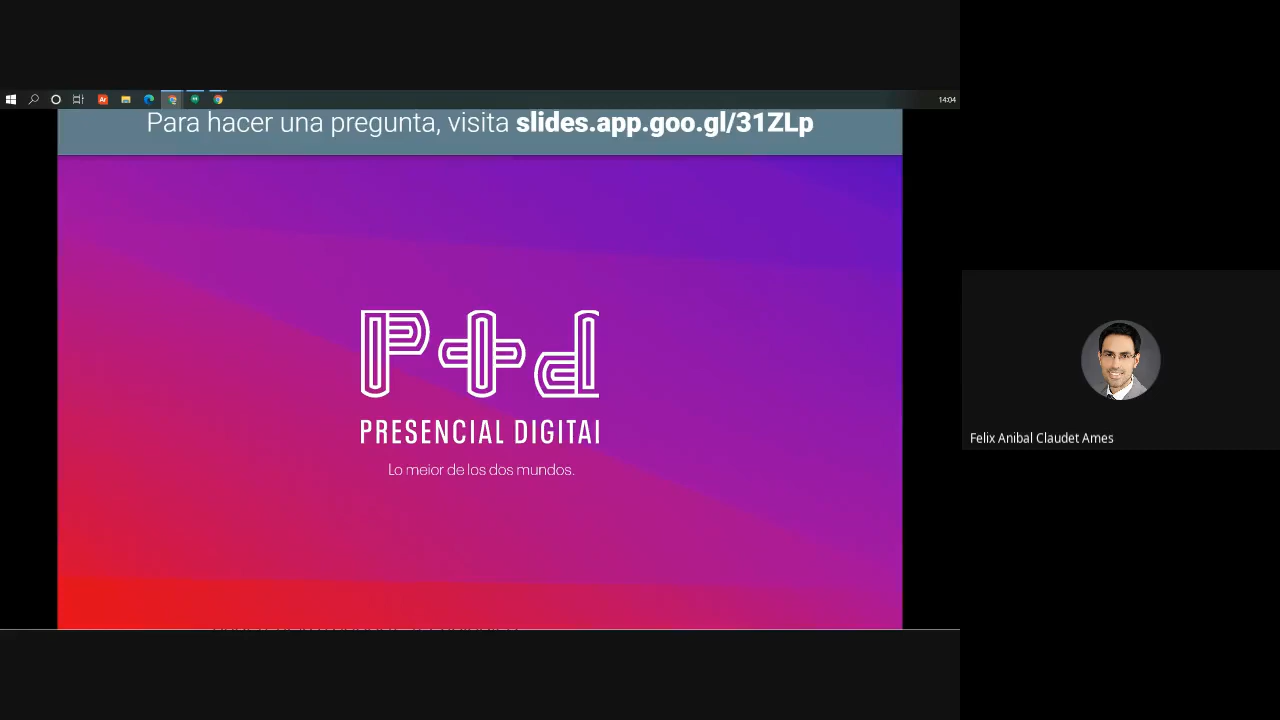 14:04
Para hacer una pregunta, visita slides.app.goo.gl/31ZLp
P+d
PRESENCIAL DIGITAL
Lo mejor de los dos mundos.
Felix Anibal Claudet Ames